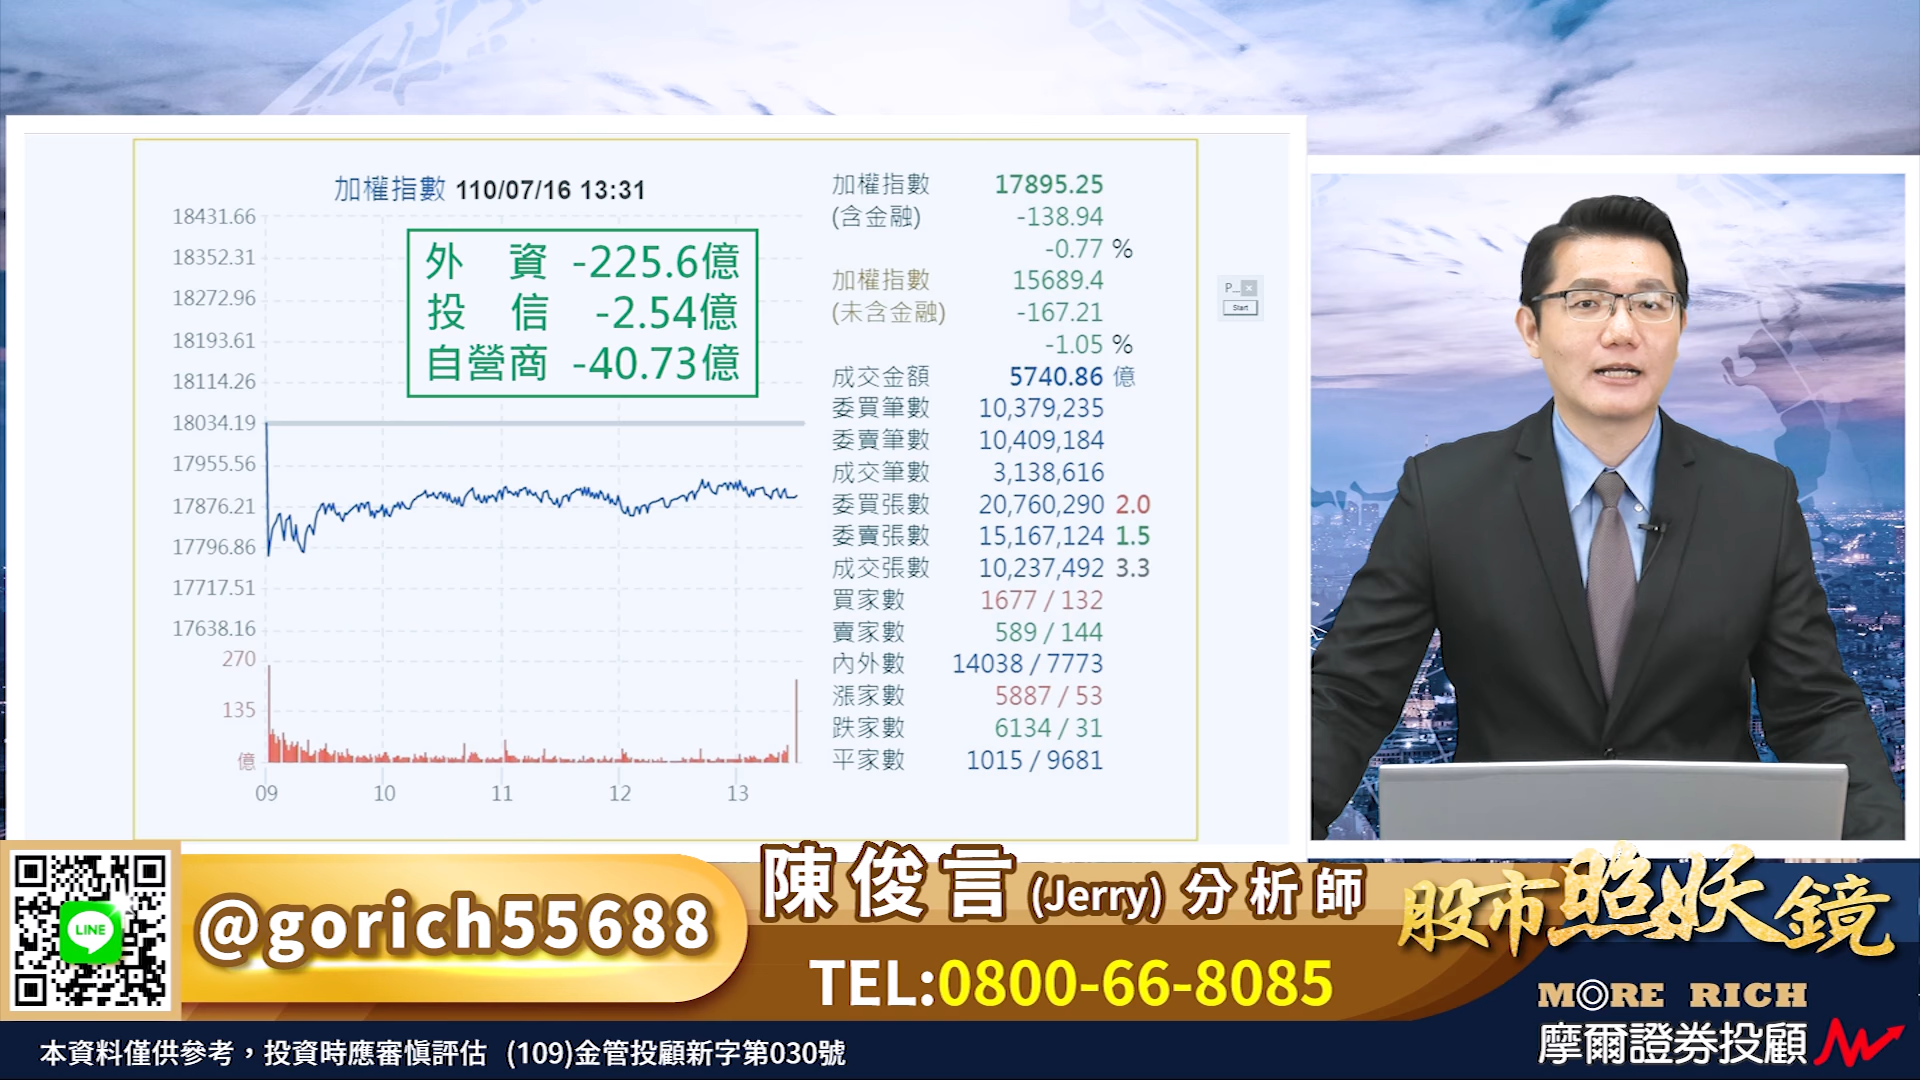 加權指數 110/07/16 13:31
外 資 -225.6億
投 信 -2.54億
自營商 -40.73億
18431.66
18352.31
18272.96
18193.61
18114.26
18034.19
17955.56
17876.21
17796.86
17717.51
17638.16
270
135
億
09 10 11 12 13
加權指數 17895.25
(含金融) -138.94
-0.77 %
加權指數 15689.4
(未含金融) -167.21
-1.05 %
成交金額 5740.86 億
委買筆數 10,379,235
委賣筆數 10,409,184
成交筆數 3,138,616
委買張數 20,760,290 2.0
委賣張數 15,167,124 1.5
成交張數 10,237,492 3.3
買家數 1677 / 132
賣家數 589 / 144
內外數 14038 / 7773
漲家數 5887 / 53
跌家數 6134 / 31
平家數 1015 / 9681
P...
Start
LINE
@gorich55688
陳俊言 (Jerry) 分析師
TEL:0800-66-8085
股市照妖鏡
MORE RICH
摩爾證券投顧
本資料僅供參考，投資時應審慎評估 (109)金管投顧新字第030號